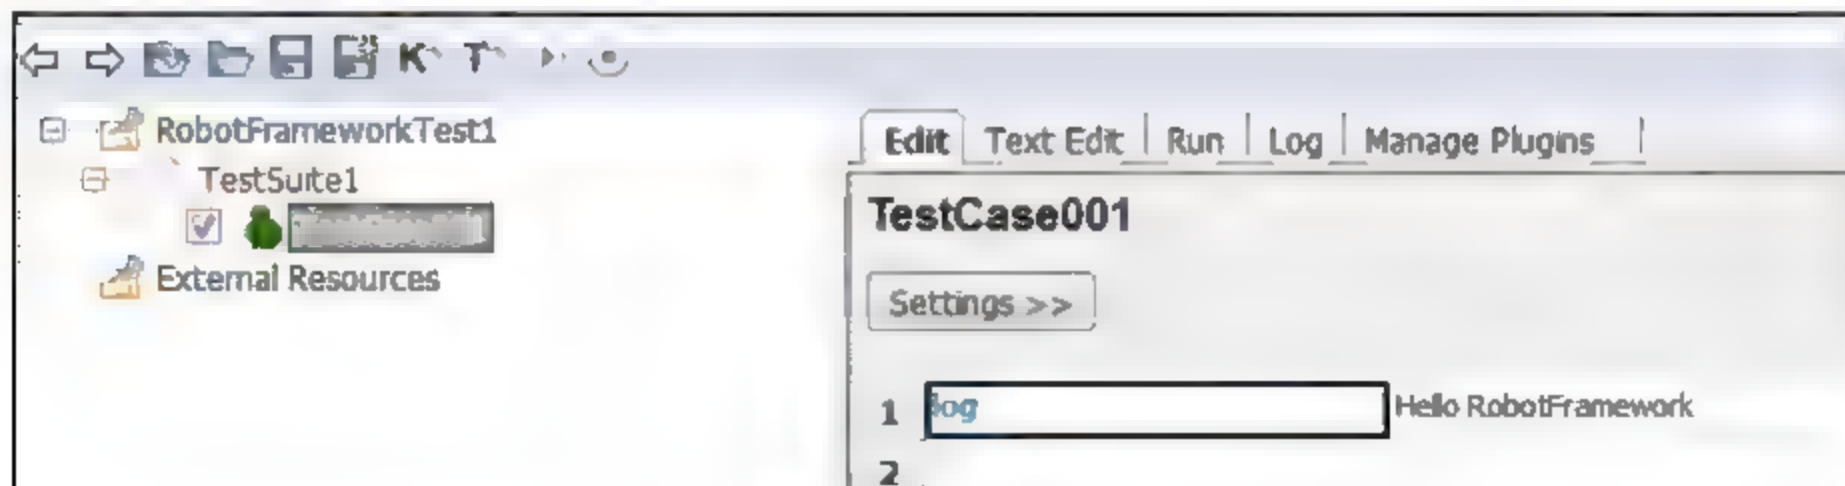 K T
RobotFrameworkTest1
TestSuite1
External Resources
Edit Text Edit Run Log Manage Plugins
TestCase001
Settings >>
1 log Hello RobotFramework
2